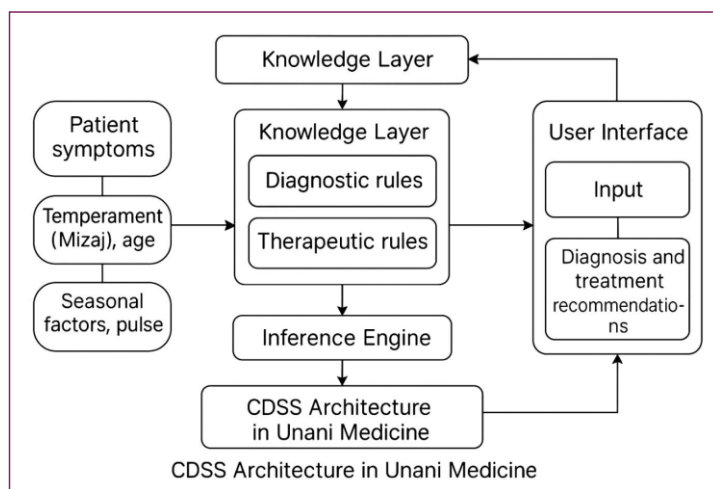 Knowledge Layer
Patient
symptoms
Temperament
(Mizaj), age
Seasonal
factors, pulse
Knowledge Layer
Diagnostic rules
Therapeutic rules
Inference Engine
CDSS Architecture
in Unani Medicine
User Interface
Input
Diagnosis and
treatment
recommendatio-
ns
CDSS Architecture in Unani Medicine